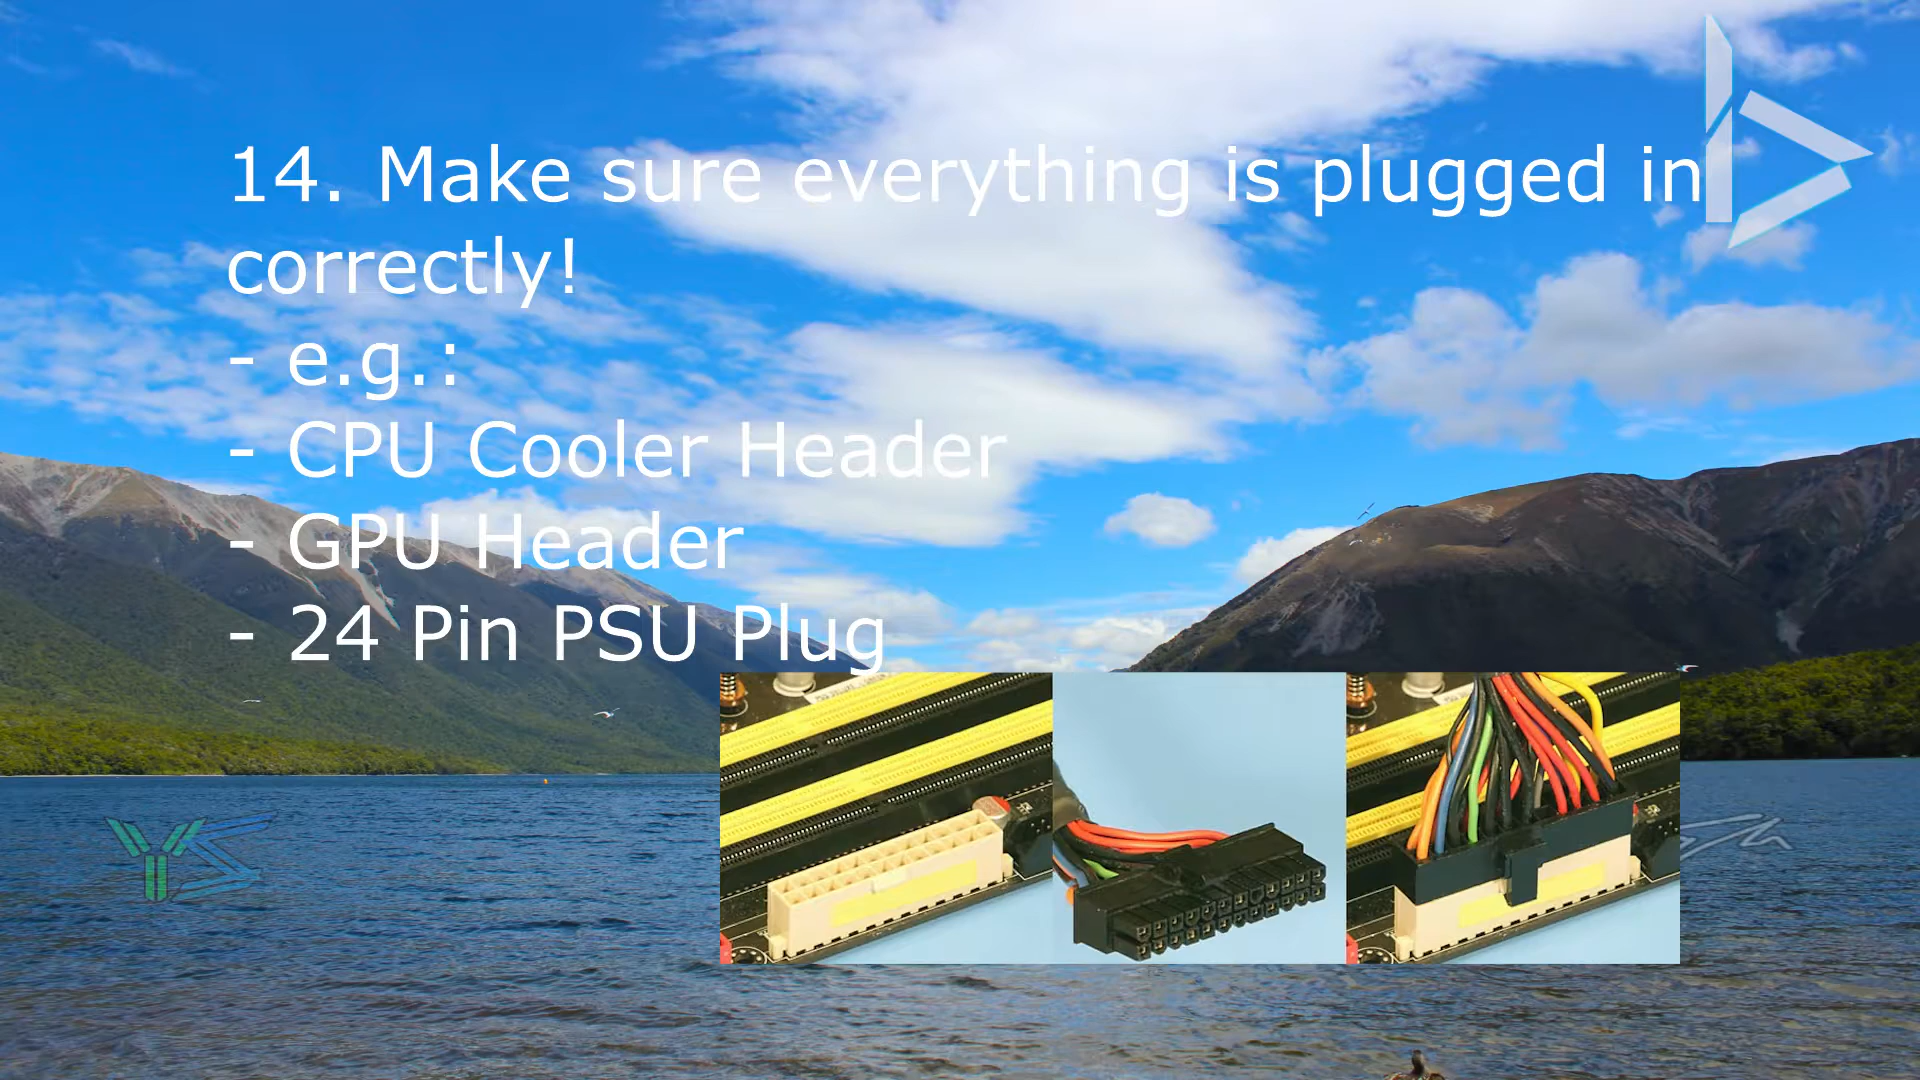 14. Make sure everything is plugged in
correctly!
- e.g.:
- CPU Cooler Header
- GPU Header
- 24 Pin PSU Plug